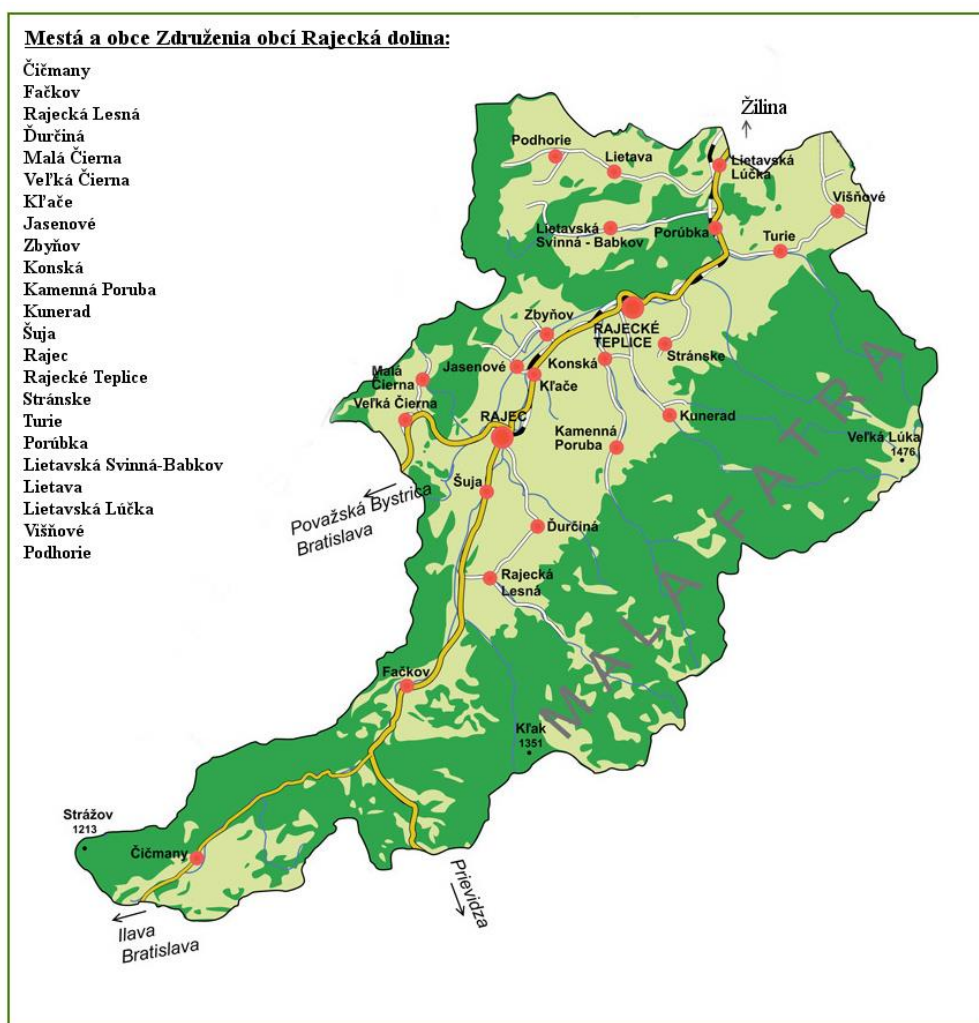 Mestá a obce Združenia obcí Rajecká dolina:
Čičmany
Fačkov
Rajecká Lesná
Ďurčiná
Malá Čierna
Veľká Čierna
Kľače
Jasenové
Zbyňov
Konská
Kamenná Poruba
Kunerad
Šuja
Rajec
Rajecké Teplice
Stránske
Turie
Porúbka
Lietavská Svinná-Babkov
Lietava
Lietavská Lúčka
Višňové
Podhorie
Žilina
Podhorie
Lietava
Lietavská
Lúčka
Višňové
Lietavská
Svinná - Babkov
Porúbka
Turie
Zbyňov
RAJECKÉ
TEPLICE
Stránske
Jasenové
Konská
Malá
Čierna
Kľače
Veľká Čierna
RAJEC
Kunerad
Kamenná
Poruba
Veľká Lúka
1476
Šuja
Považská Bystrica
Bratislava
Ďurčiná
Rajecká
Lesná
MALÁ FATRA
Fačkov
Kľak
1351
Strážov
1213
Čičmany
Prievidza
Ilava
Bratislava